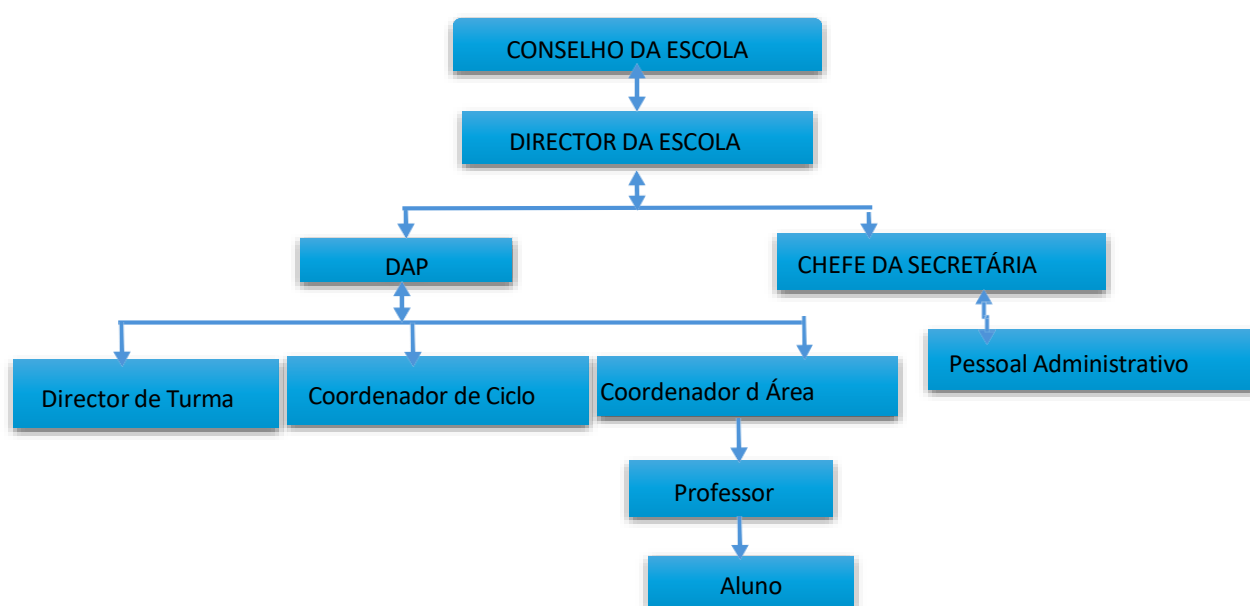 CONSELHO DA ESCOLA
DIRECTOR DA ESCOLA
DAP
CHEFE DA SECRETÁRIA
Director de Turma
Coordenador de Ciclo
Coordenador d Área
Pessoal Administrativo
Professor
Aluno